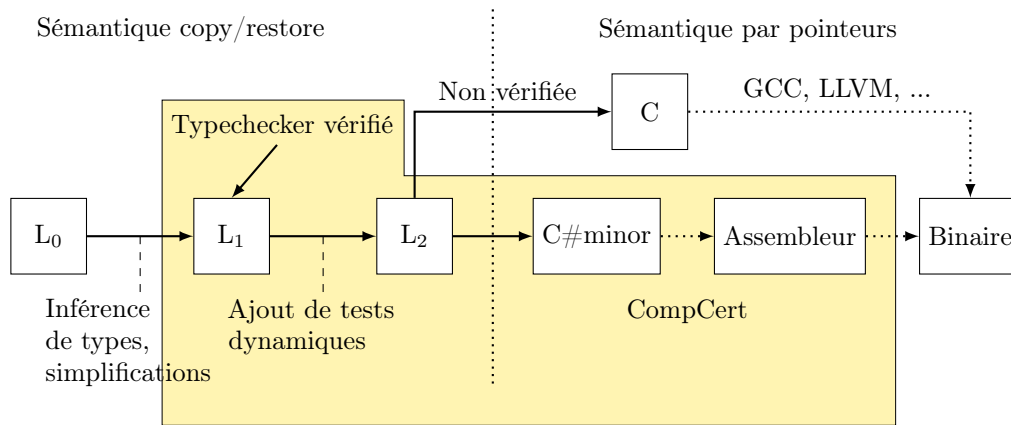 Sémantique copy/restore
Sémantique par pointeurs
Non vérifiée
C
GCC, LLVM, ...
Typechecker vérifié
L₀
L₁
L₂
C#minor
Assembleur
Binaire
Inférence
de types,
simplifications
Ajout de tests
dynamiques
CompCert